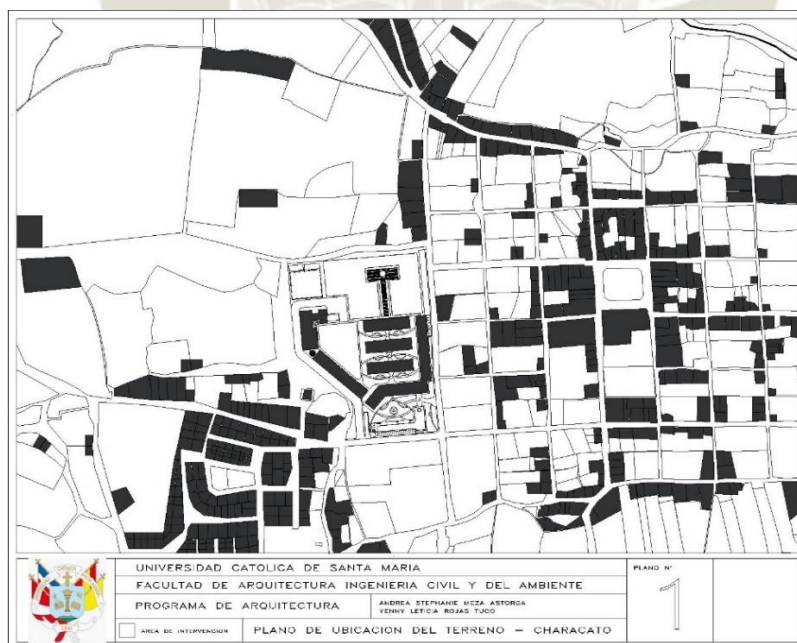 UNIVERSIDAD CATOLICA DE SANTA MARIA
FACULTAD DE ARQUITECTURA INGENIERIA CIVIL Y DEL AMBIENTE
PROGRAMA DE ARQUITECTURA
ANDREA STEPHANIE MEZA ASTORGA
YENNY LETICIA ROJAS TUCO
AREA DE INTERVENCION
PLANO DE UBICACION DEL TERRENO – CHARACATO
PLANO N°
1